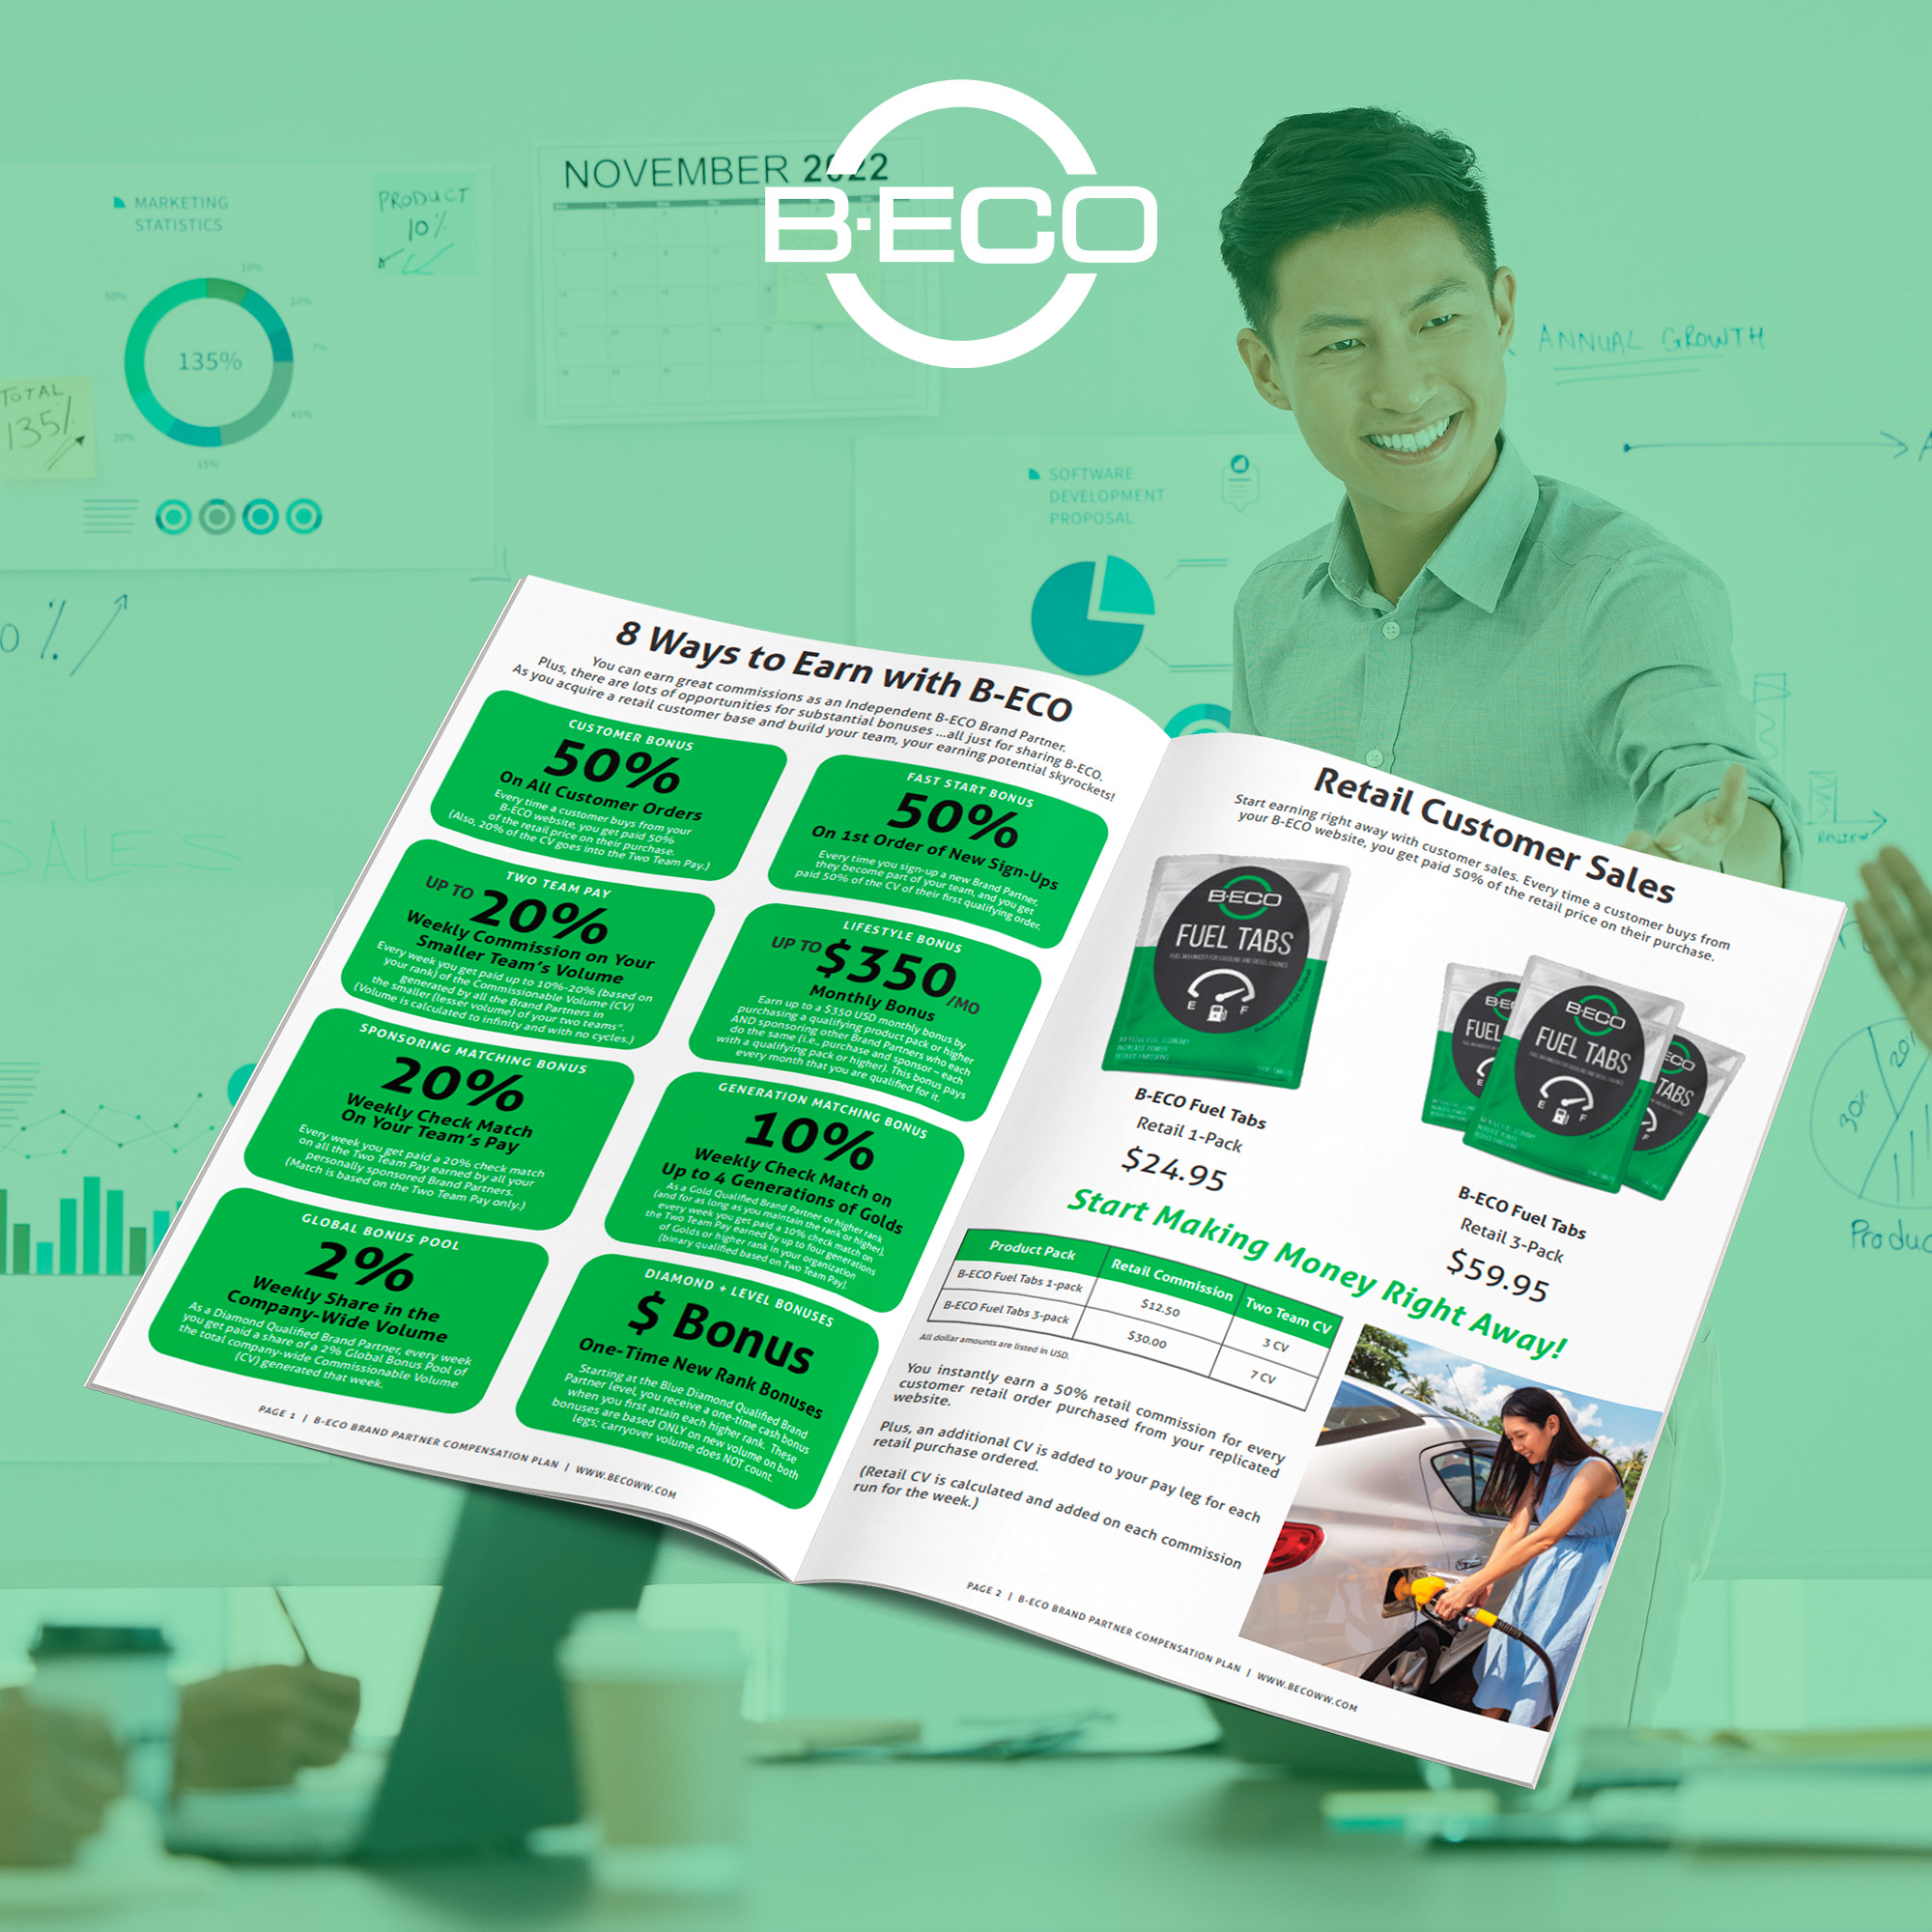 B·ECO
NOVEMBER 2022
MARKETING
STATISTICS
PRODUCT
10%
10%
50%
10%
7%
135%
45%
20%
15%
TOTAL
135%
ANNUAL GROWTH
SOFTWARE
DEVELOPMENT
PROPOSAL
SALES
REVIEW
30%
20%
8 Ways to Earn with B-ECO
You can earn great commissions as an Independent B-ECO Brand Partner.
Plus, there are lots of opportunities for substantial bonuses ...all just for sharing B-ECO.
As you acquire a retail customer base and build your team, your earning potential skyrockets!
CUSTOMER BONUS
50%
On All Customer Orders
Every time a customer buys from your
B-ECO website, you get paid 50%
of the retail price on their purchase.
(Also, 20% of the CV goes into the Two Team Pay.)
FAST START BONUS
50%
On 1st Order of New Sign-Ups
Every time you sign-up a new Brand Partner,
they become part of your team, and you get
paid 50% of the CV of their first qualifying order.
TWO TEAM PAY
UP TO 20%
Weekly Commission on Your
Smaller Team's Volume
Every week you get paid up to 10%-20% (based on
your rank) of the Commissionable Volume (CV)
generated by all the Brand Partners in
the smaller (lesser volume) of your two teams*.
(Volume is calculated to infinity and with no cycles.)
LIFESTYLE BONUS
UP TO $350/MO
Monthly Bonus
Earn up to a $350 USD monthly bonus by
purchasing a qualifying product pack or higher
AND sponsoring other Brand Partners who each
do the same (i.e., purchase and sponsor – each
with a qualifying pack or higher). This bonus pays
every month that you are qualified for it.
SPONSORING MATCHING BONUS
20%
Weekly Check Match
On Your Team's Pay
Every week you get paid a 20% check match
on all the Two Team Pay earned by all your
personally sponsored Brand Partners.
(Match is based on the Two Team Pay only.)
GENERATION MATCHING BONUS
10%
Weekly Check Match on
Up to 4 Generations of Golds
As a Gold Qualified Brand Partner or higher rank
(and for as long as you maintain the rank or higher),
every week you get paid a 10% check match on
the Two Team Pay earned by up to four generations
of Golds or higher rank in your organization
(binary qualified based on Two Team Pay).
GLOBAL BONUS POOL
2%
Weekly Share in the
Company-Wide Volume
As a Diamond Qualified Brand Partner, every week
you get paid a share of a 2% Global Bonus Pool of
the total company-wide Commissionable Volume
(CV) generated that week.
DIAMOND + LEVEL BONUSES
$ Bonus
One-Time New Rank Bonuses
Starting at the Blue Diamond Qualified Brand
Partner level, you receive a one-time cash bonus
when you first attain each higher rank. These
bonuses are based ONLY on new volume on both
legs; carryover volume does NOT count.
PAGE 1 | B-ECO BRAND PARTNER COMPENSATION PLAN | WWW.BECOWW.COM
Retail Customer Sales
Start earning right away with customer sales. Every time a customer buys from
your B-ECO website, you get paid 50% of the retail price on their purchase.
B·ECO
FUEL TABS
FUEL MAXIMIZER FOR GASOLINE AND DIESEL ENGINES
E F
IMPROVE FUEL ECONOMY
INCREASE POWER
REDUCE EMISSIONS
B-ECO Fuel Tabs
Retail 1-Pack
$24.95
B·ECO
FUEL TABS
E F
B-ECO Fuel Tabs
Retail 3-Pack
$59.95
Start Making Money Right Away!
Product Pack Retail Commission Two Team CV
B-ECO Fuel Tabs 1-pack $12.50 3 CV
B-ECO Fuel Tabs 3-pack $30.00 7 CV
All dollar amounts are listed in USD.
You instantly earn a 50% retail commission for every
customer retail order purchased from your replicated
website.
Plus, an additional CV is added to your pay leg for each
retail purchase ordered.
(Retail CV is calculated and added on each commission
run for the week.)
PAGE 2 | B-ECO BRAND PARTNER COMPENSATION PLAN | WWW.BECOWW.COM